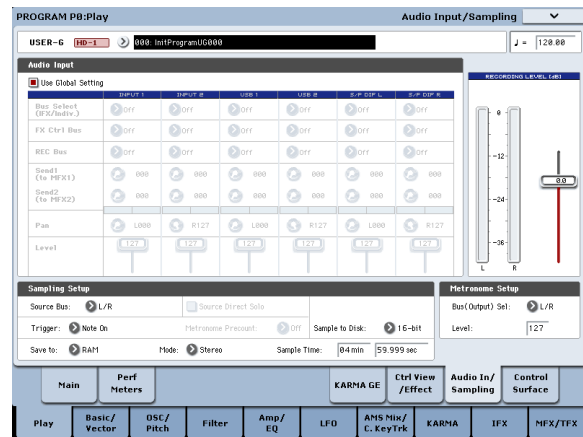 PROGRAM P0:Play Audio Input/Sampling
USER-G HD-1 000: InitProgramUG000 ♩ = 120.00
Audio Input
Use Global Setting
RECORDING LEVEL (dB)
INPUT 1 INPUT 2 USB 1 USB 2 S/P DIF L S/P DIF R
Bus Select
(IFX/Indiv.) Off Off Off Off Off Off
FX Ctrl Bus Off Off Off Off Off Off
REC Bus Off Off Off Off Off Off
Send1
(to MFX1) 000 000 000 000 000 000
Send2
(to MFX2) 000 000 000 000 000 000
Pan L000 R127 L000 R127 L000 R127
Level 127 127 127 127 127 127
0
-12
-24
-36
L R
0.0
Sampling Setup
Source Bus: L/R Source Direct Solo
Trigger: Note On Metronome Precount: Off Sample to Disk: 16-bit
Save to: RAM Mode: Stereo Sample Time: 04 min 59.999 sec
Metronome Setup
Bus(Output) Sel: L/R
Level: 127
Main Perf Meters KARMA GE Ctrl View /Effect Audio In/ Sampling Control Surface
Play Basic/ Vector OSC/ Pitch Filter Amp/ EQ LFO AMS Mix/ C. KeyTrk KARMA IFX MFX/TFX